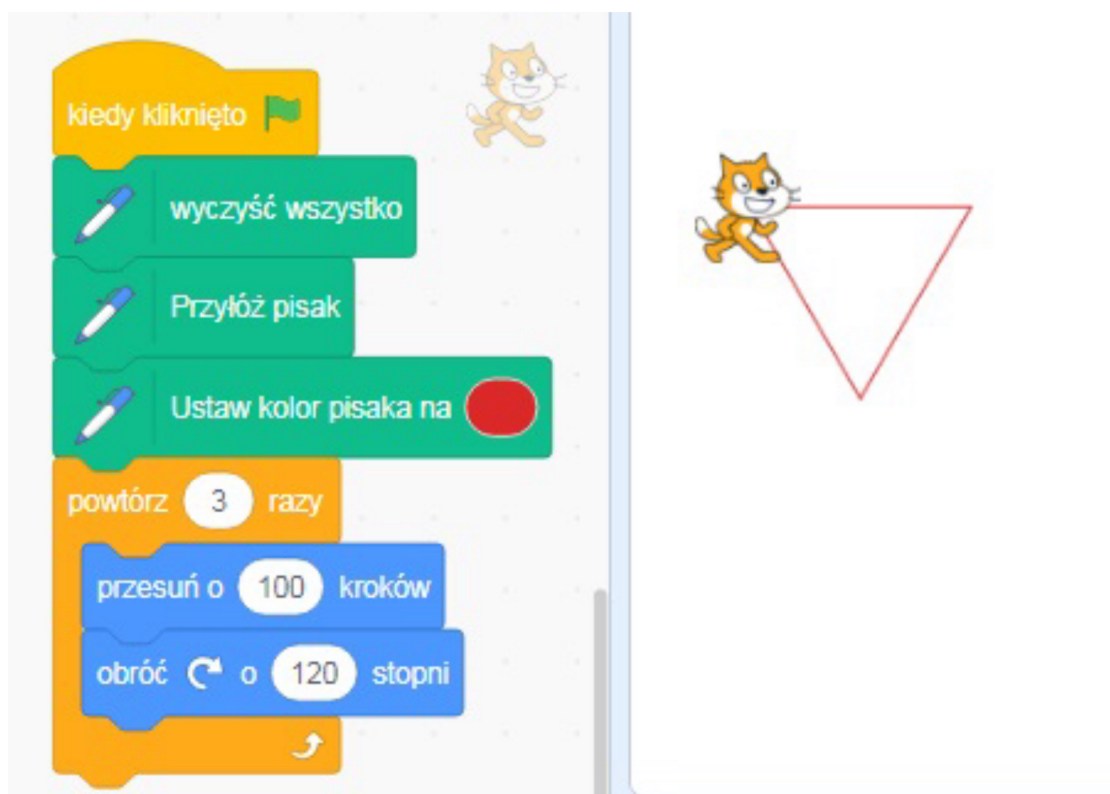 kiedy kliknięto
wyczyść wszystko
Przyłóż pisak
Ustaw kolor pisaka na
powtórz 3 razy
przesuń o 100 kroków
obróć o 120 stopni